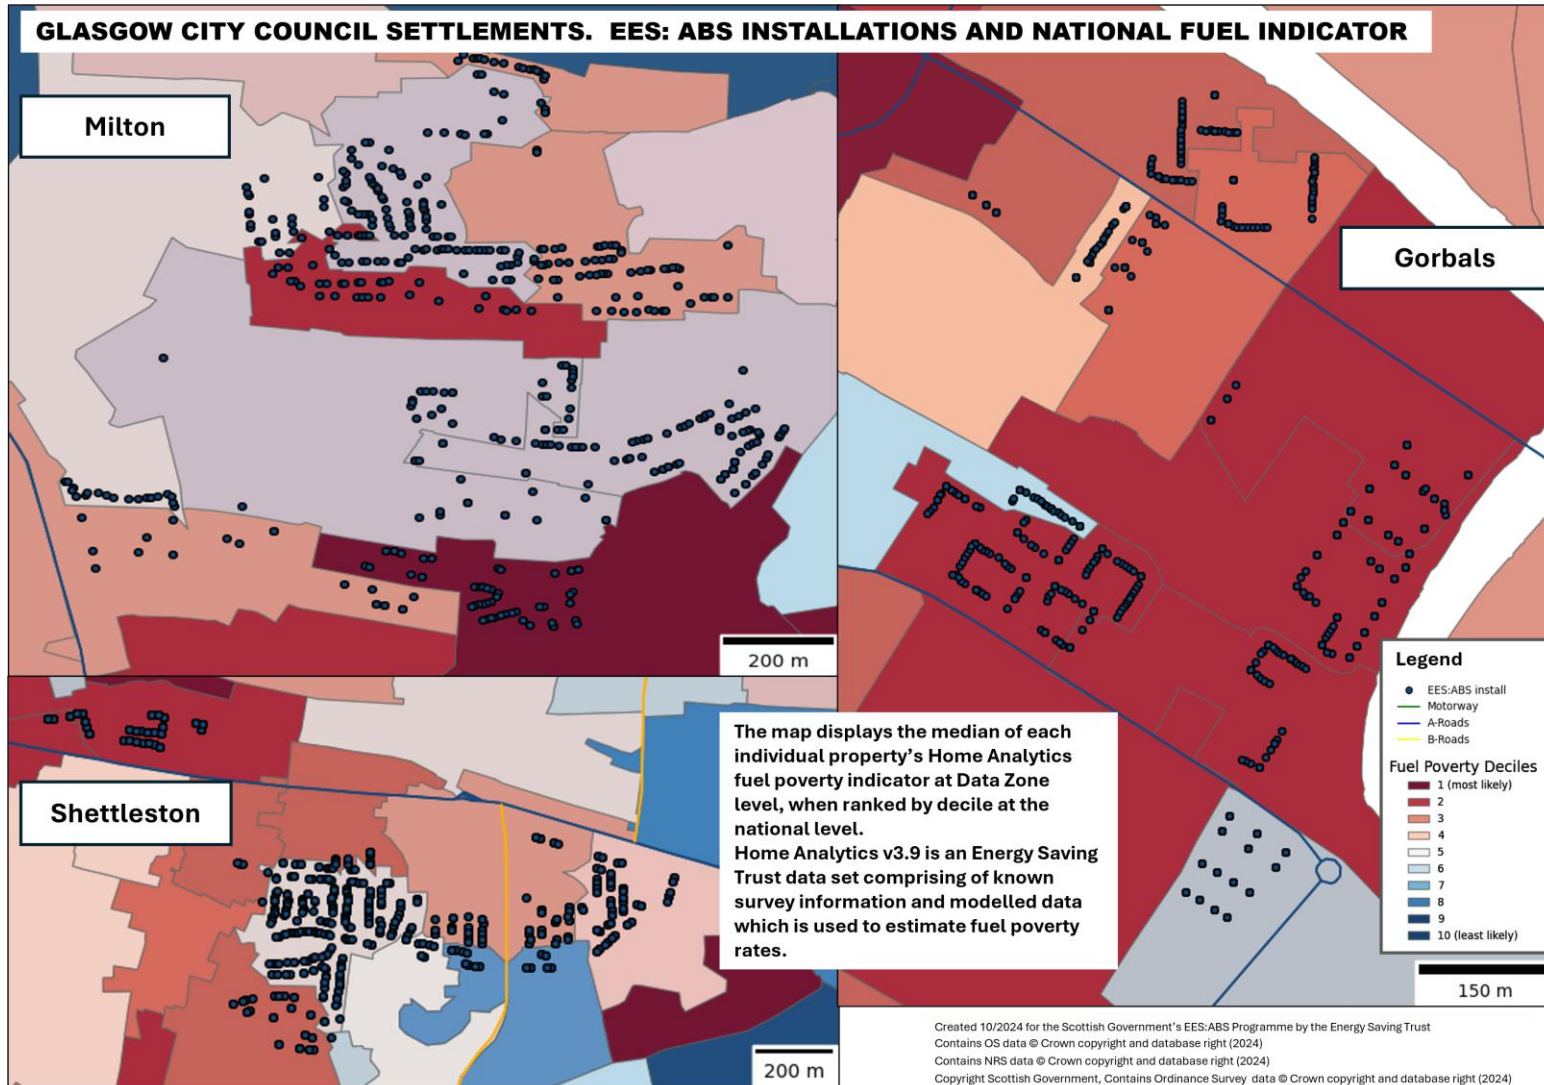 GLASGOW CITY COUNCIL SETTLEMENTS.  EES: ABS INSTALLATIONS AND NATIONAL FUEL INDICATOR
Milton
200 m
Gorbals
Legend
EES:ABS install
Motorway
A-Roads
B-Roads
Fuel Poverty Deciles
1 (most likely)
2
3
4
5
6
7
8
9
10 (least likely)
150 m
Shettleston
200 m
The map displays the median of each
individual property’s Home Analytics
fuel poverty indicator at Data Zone
level, when ranked by decile at the
national level.
Home Analytics v3.9 is an Energy Saving
Trust data set comprising of known
survey information and modelled data
which is used to estimate fuel poverty
rates.
Created 10/2024 for the Scottish Government’s EES:ABS Programme by the Energy Saving Trust
Contains OS data © Crown copyright and database right (2024)
Contains NRS data © Crown copyright and database right (2024)
Copyright Scottish Government, Contains Ordinance Survey  data © Crown copyright and database right (2024)